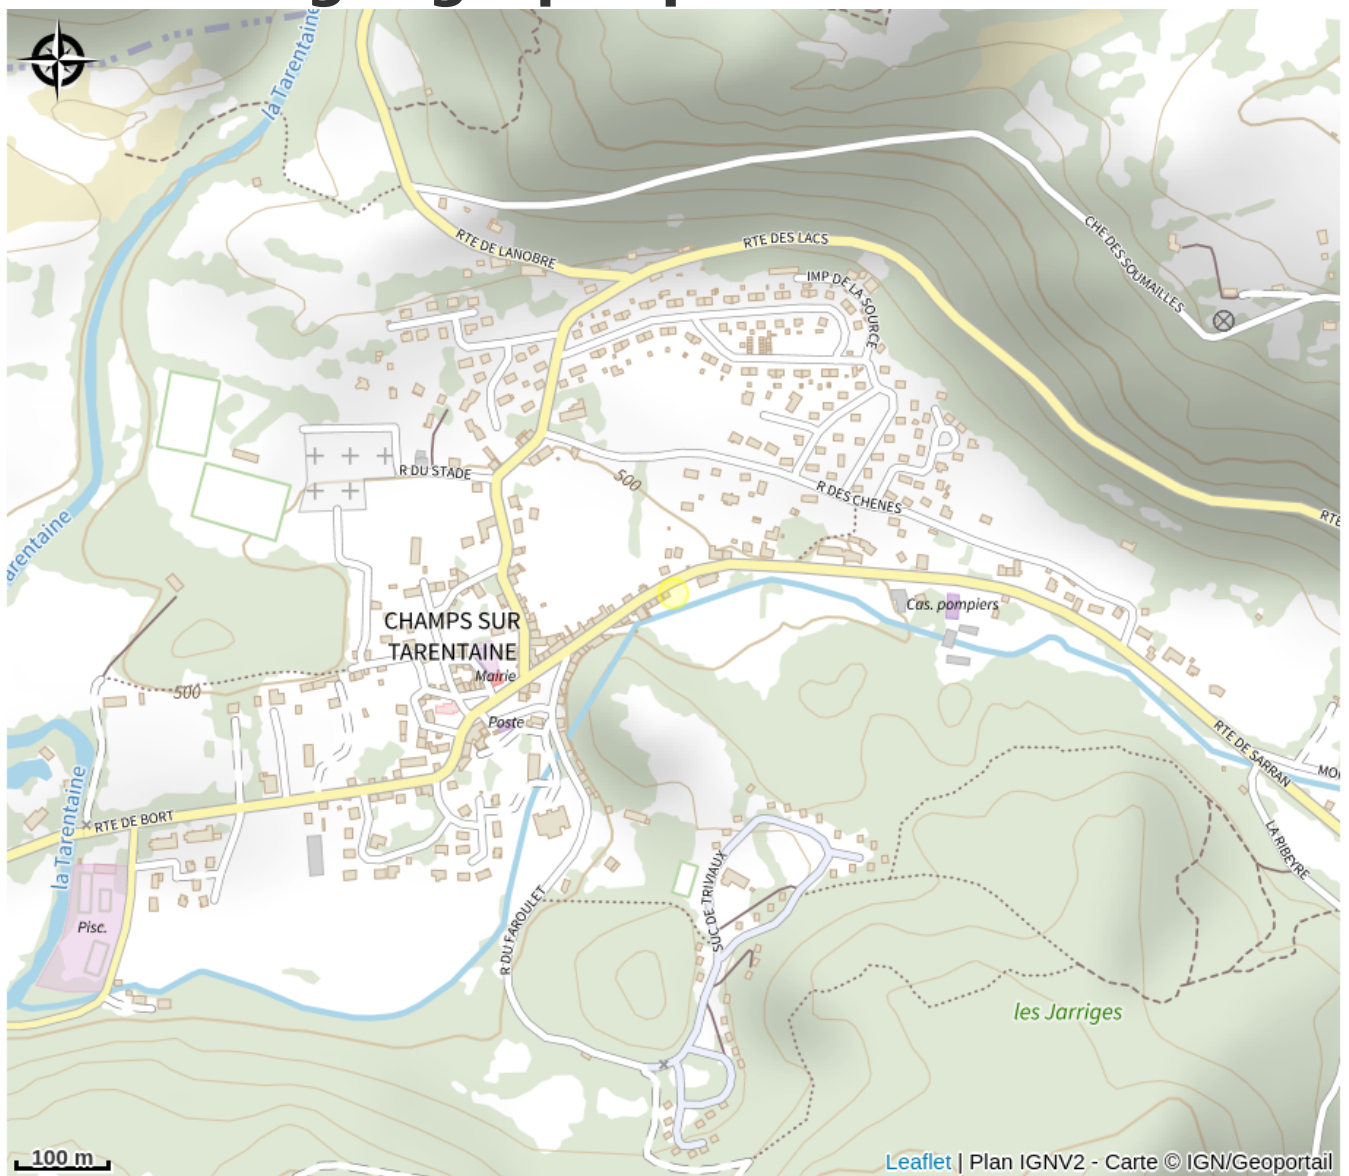 la Tarentaine
RTE DE LANOBRE
RTE DES LACS
IMP DE LA SOURCE
CHE DES SOUMAILLES
R DU STADE
500
R DES CHENES
RTE
arentaine
CHAMPS SUR
TARENTAINE
Mairie
Cas. pompiers
500
Poste
RTE DE SARRAN
MO
la Tarentaine
RTE DE BORT
LA RIBEYRE
SUC DE TRIVIAUX
R DU FAROULET
Pisc.
les Jarriges
100 m
Leaflet | Plan IGNV2 - Carte © IGN/Geoportail